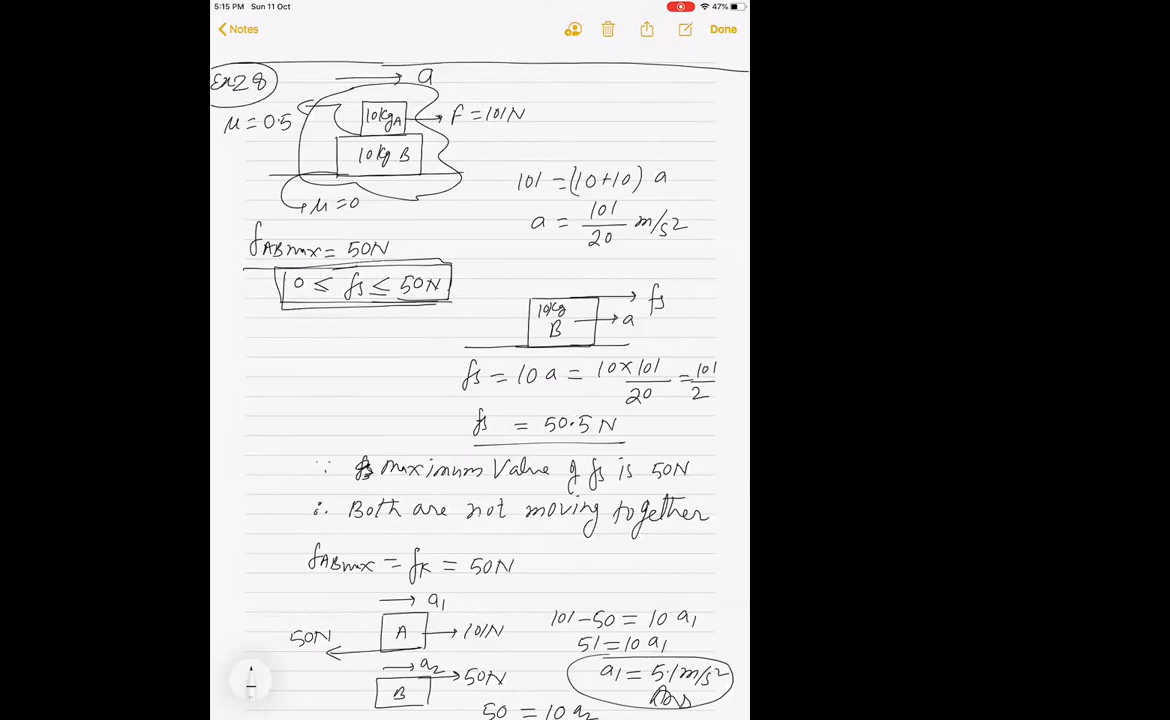 5:15 PM Sun 11 Oct
47%
Notes
Done
Ex 28
a
μ = 0.5
10kg A
F = 101N
10kg B
μ = 0
101 = (10+10) a
a = 101/20 m/s2
fABmax = 50N
0 ≤ fs ≤ 50N
10kg
B
fs
a
fs = 10a = 10×101/20 = 101/2
fs = 50.5 N
∵ maximum value of fs is 50N
∴ Both are not moving together
fABmax = fk = 50N
a1
50N
A
101N
101-50 = 10 a1
51 = 10 a1
a1 = 5.1 m/s2
Ans
a2
50N
B
50 = 10 a2